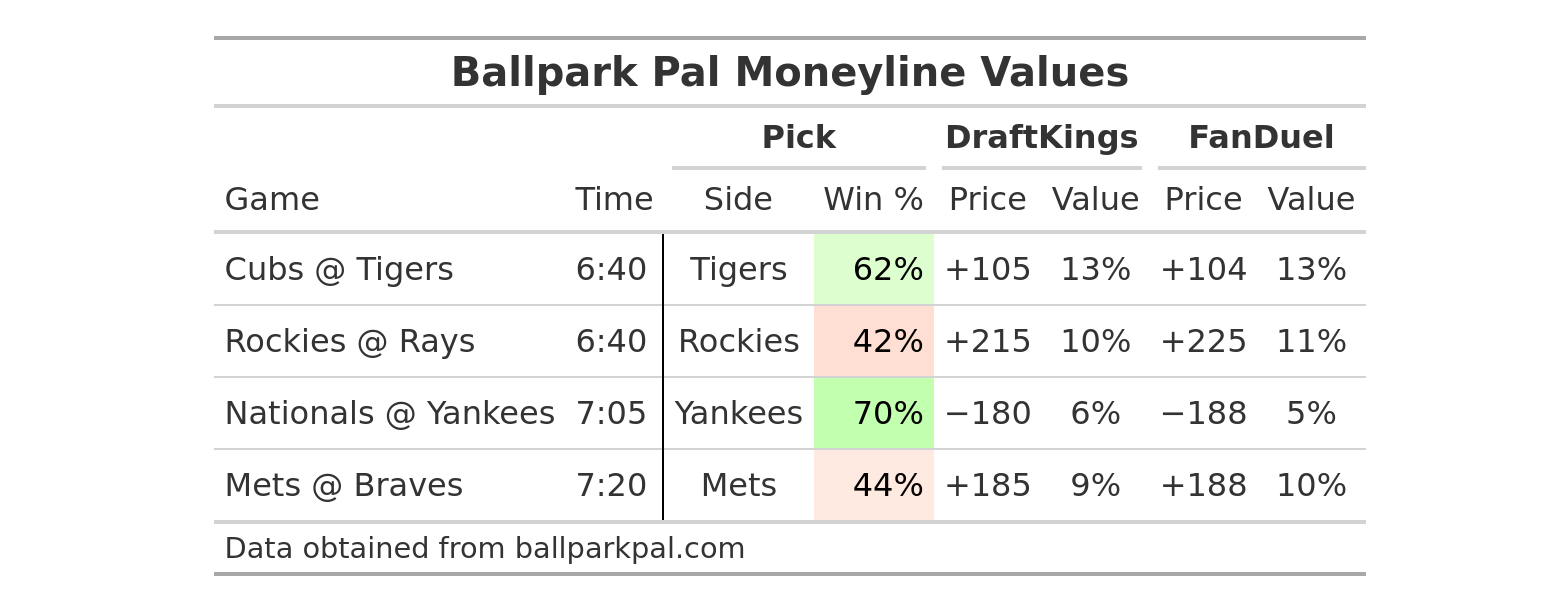 Ballpark Pal Moneyline Values
Pick DraftKings FanDuel
Game Time Side Win % Price Value Price Value
Cubs @ Tigers 6:40 Tigers 62% +105 13% +104 13%
Rockies @ Rays 6:40 Rockies 42% +215 10% +225 11%
Nationals @ Yankees 7:05 Yankees 70% −180 6% −188 5%
Mets @ Braves 7:20 Mets 44% +185 9% +188 10%
Data obtained from ballparkpal.com